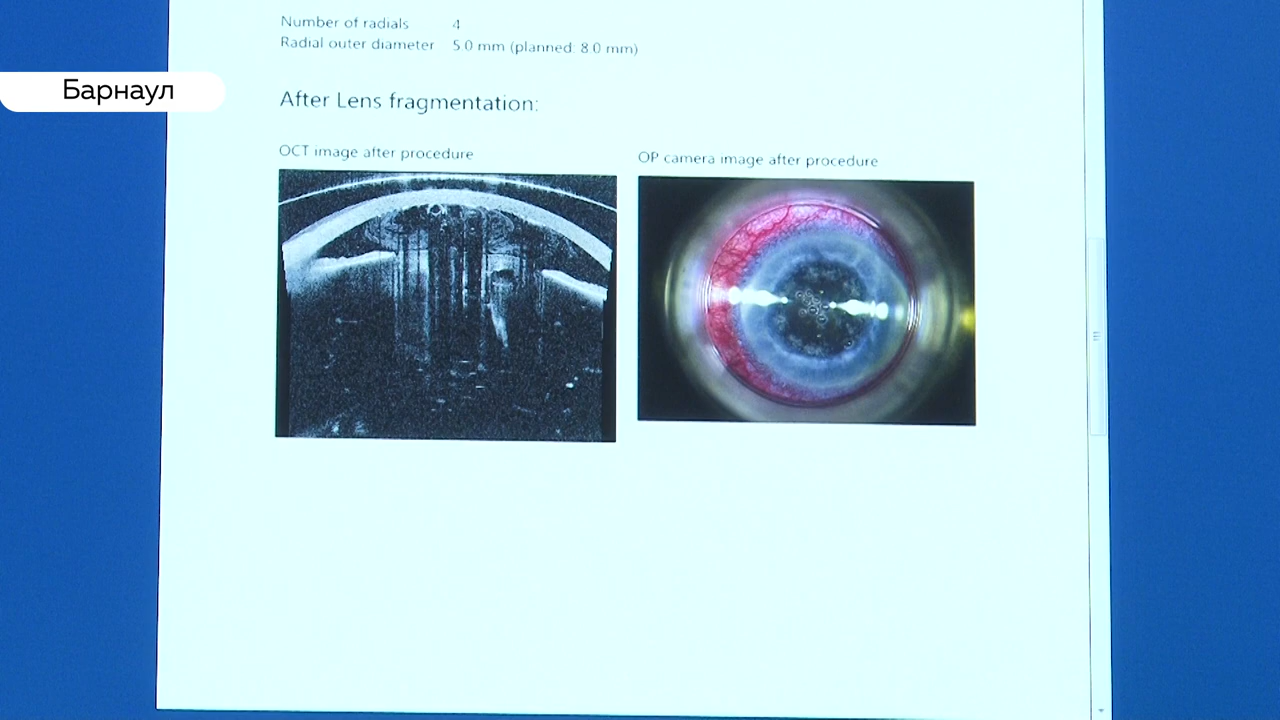 Number of radials 4
Radial outer diameter 5.0 mm (planned: 8.0 mm)
Барнаул
After Lens fragmentation:
OCT image after procedure
OP camera image after procedure